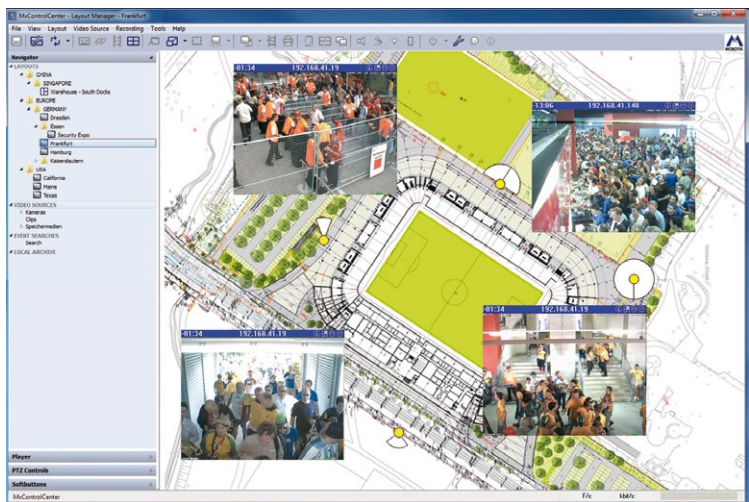 MxControlCenter - Layout Manager - Frankfurt
File View Layout Video Source Recording Tools Help
MOBOTIX
Navigator
LAYOUTS
CHINA
SINGAPORE
Warehouse - South Docks
EUROPE
GERMANY
Dresden
Essen
Security Expo
Frankfurt
Hamburg
Kaiserslautern
USA
California
Maine
Texas
VIDEO SOURCES
Kameras
Clips
Speichermedien
EVENT SEARCHES
Search
LOCAL ARCHIVE
-01:34 192.168.41.19
-13:06 192.168.41.148
-01:34 192.168.41.19
-01:34 192.168.41.19
Player
PTZ Controls
Softbuttons
MxControlCenter F/s: kbit/s: